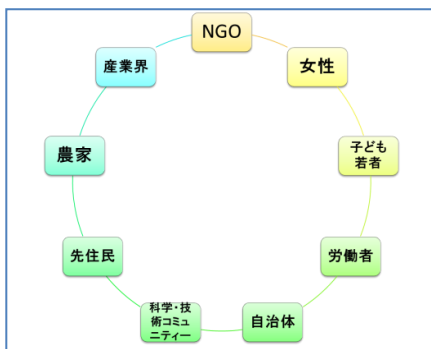 NGO
女性
子ども
若者
労働者
自治体
科学・技
術コミュ
ニティー
先住民
農家
産業界